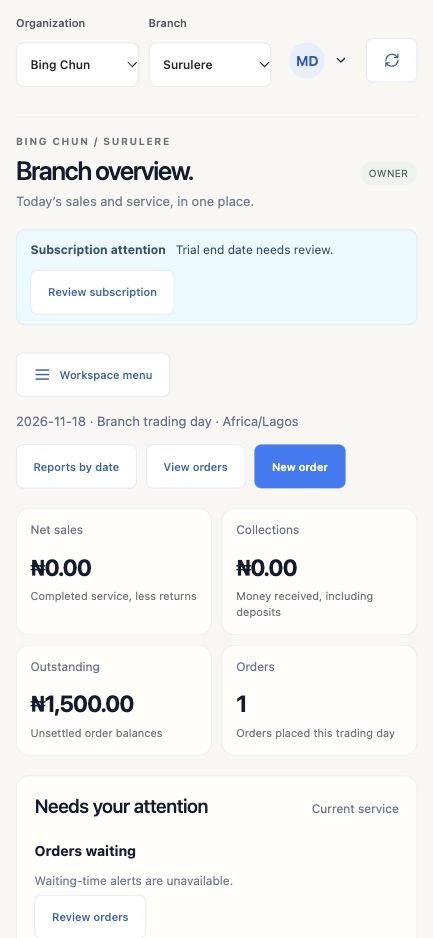 Organization Branch
Bing Chun Surulere MD
BING CHUN / SURULERE
Branch overview.
OWNER
Today's sales and service, in one place.
Subscription attention Trial end date needs review.
Review subscription
Workspace menu
2026-11-18 · Branch trading day · Africa/Lagos
Reports by date View orders New order
Net sales
₦0.00
Completed service, less returns
Collections
₦0.00
Money received, including
deposits
Outstanding
₦1,500.00
Unsettled order balances
Orders
1
Orders placed this trading day
Needs your attention Current service
Orders waiting
Waiting-time alerts are unavailable.
Review orders